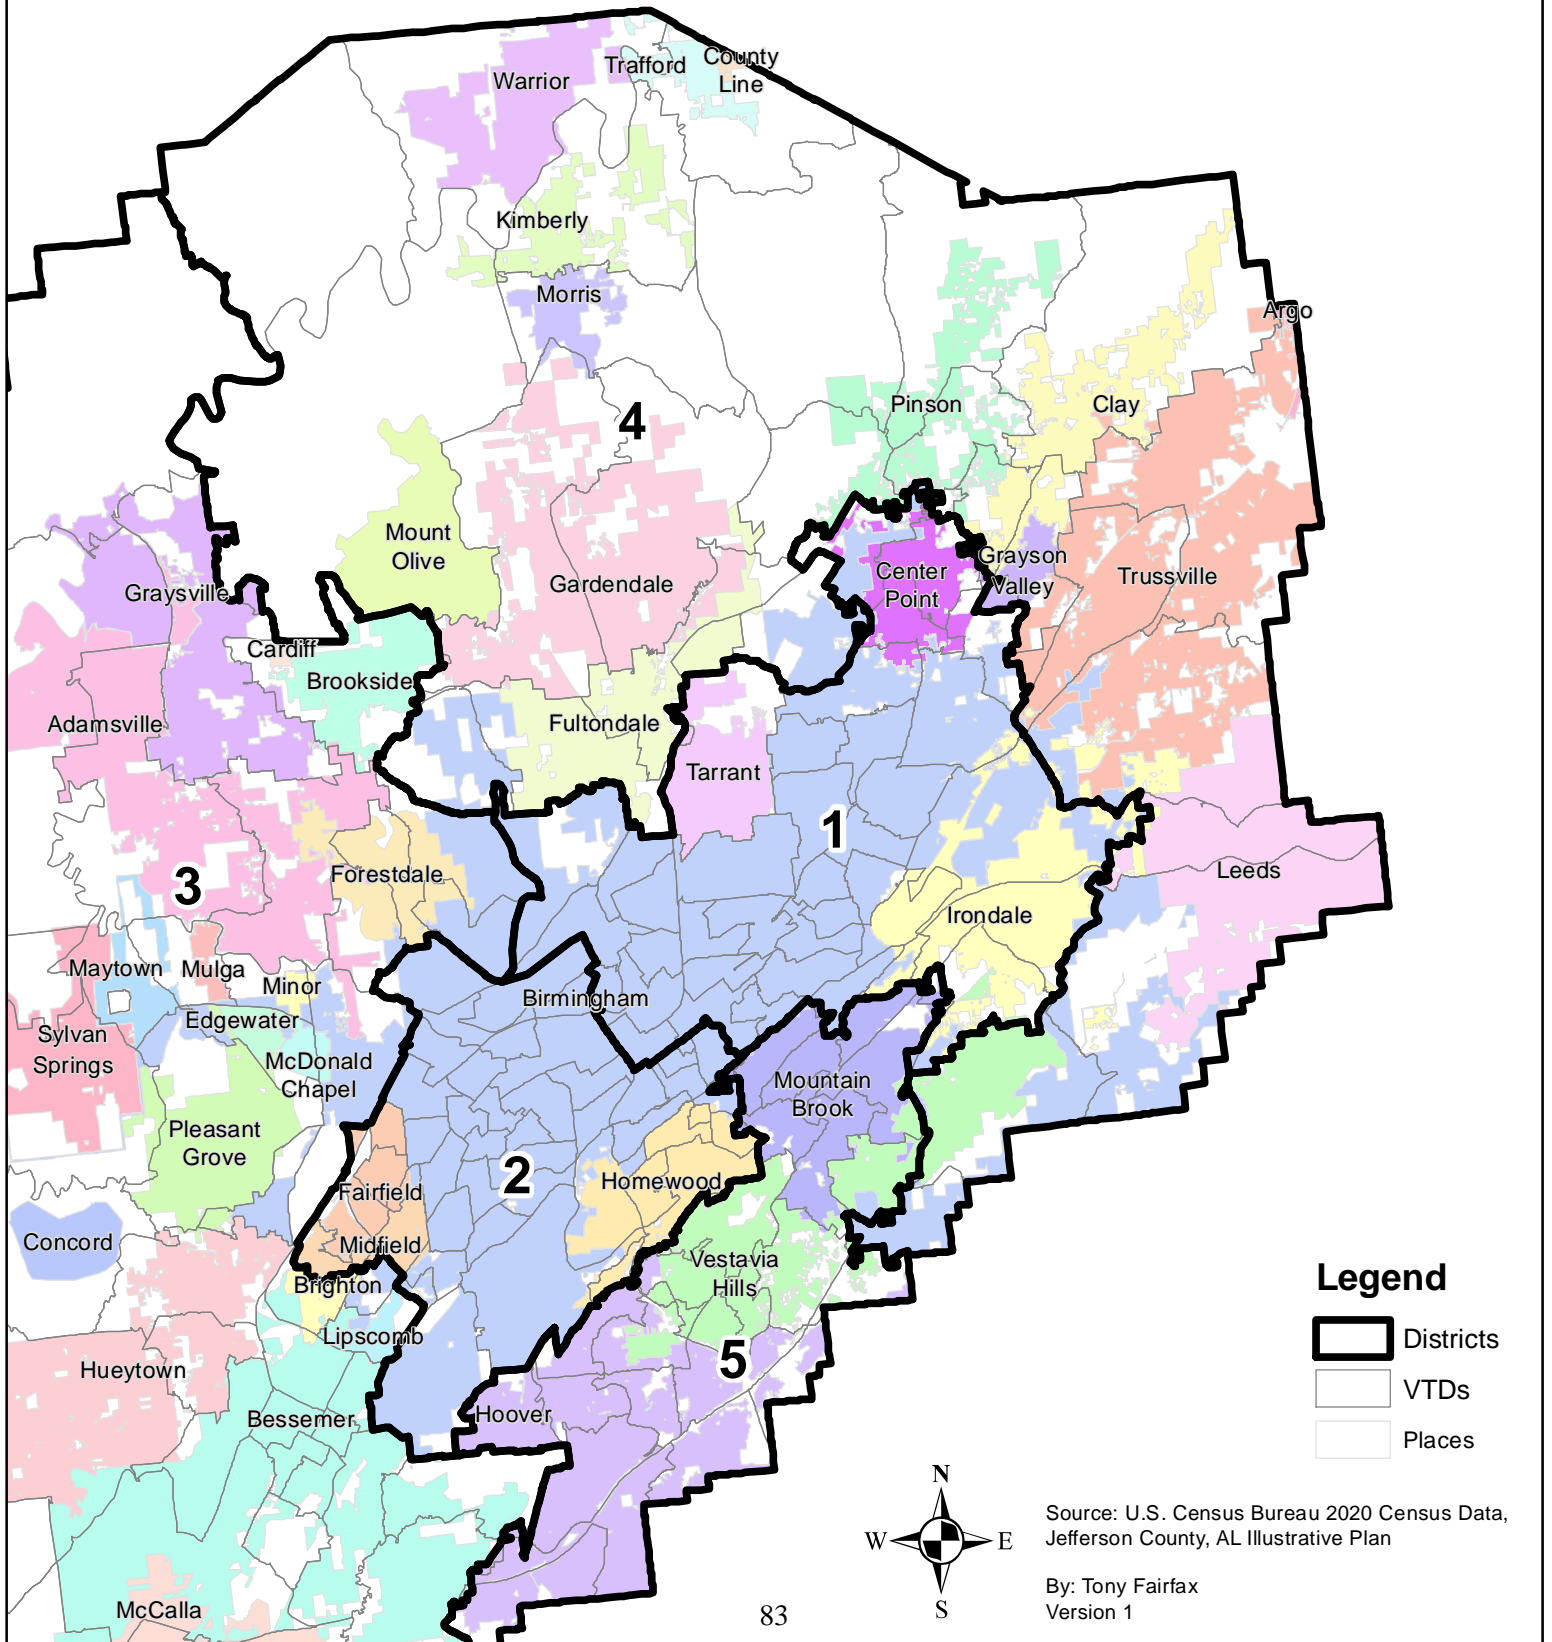 County
Line
Trafford
Warrior
Kimberly
Morris
Argo
4
Pinson
Clay
Mount
Olive
Gardendale
Center
Point
Grayson
Valley
Trussville
Graysville
Cardiff
Brookside
Adamsville
Fultondale
Tarrant
1
3
Forestdale
Leeds
Irondale
Maytown
Mulga
Minor
Birmingham
Edgewater
Sylvan
Springs
McDonald
Chapel
Mountain
Brook
Pleasant
Grove
2
Homewood
Fairfield
Concord
Midfield
Vestavia
Hills
Brighton
Lipscomb
Hueytown
5
Bessemer
Hoover
McCalla
Legend
Districts
VTDs
Places
N
W
E
S
Source: U.S. Census Bureau 2020 Census Data,
Jefferson County, AL Illustrative Plan
By: Tony Fairfax
Version 1
83